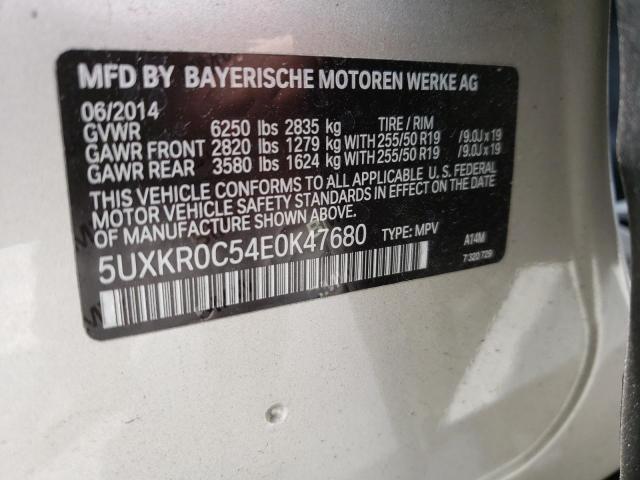 MFD BY BAYERISCHE MOTOREN WERKE AG
06/2014 TIRE / RIM
GVWR 6250 lbs 2835 kg
GAWR FRONT 2820 lbs 1279 kg WITH 255/50 R19 /9.0J x 19
GAWR REAR 3580 lbs 1624 kg WITH 255/50 R19 /9.0J x 19
THIS VEHICLE CONFORMS TO ALL APPLICABLE U. S. FEDERAL
MOTOR VEHICLE SAFETY STANDARDS IN EFFECT ON THE DATE
OF MANUFACTURE SHOWN ABOVE.
5UXKR0C54E0K47680 TYPE: MPV A14M
7 320 729